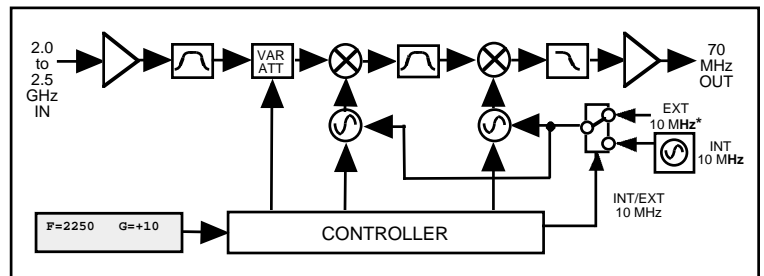 2.0
to
2.5
GHz
IN
VAR
ATT
70
MHz
OUT
EXT
10 MHz*
INT
10 MHz
INT/EXT
10 MHz
F=2250 G=+10
CONTROLLER